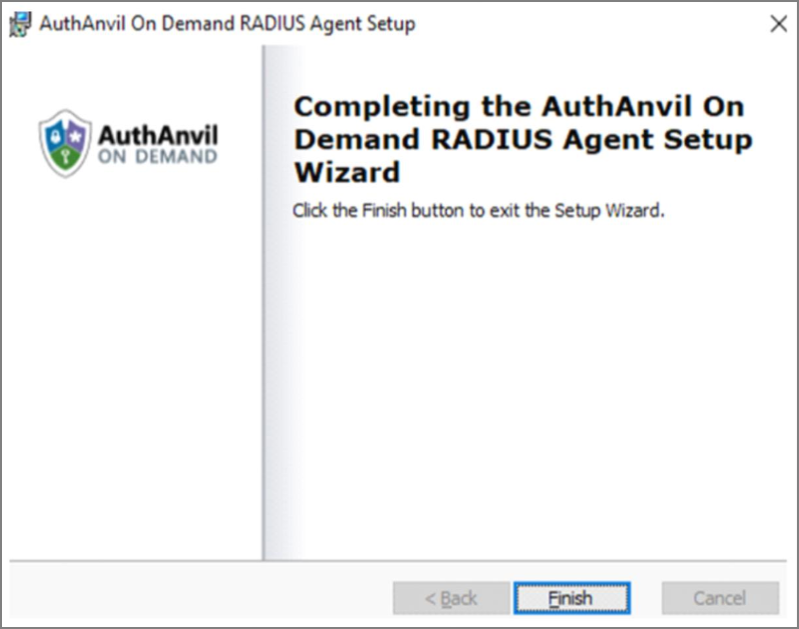 AuthAnvil On Demand RADIUS Agent Setup
AuthAnvil
ON DEMAND
Completing the AuthAnvil On
Demand RADIUS Agent Setup
Wizard
Click the Finish button to exit the Setup Wizard.
< Back
Finish
Cancel